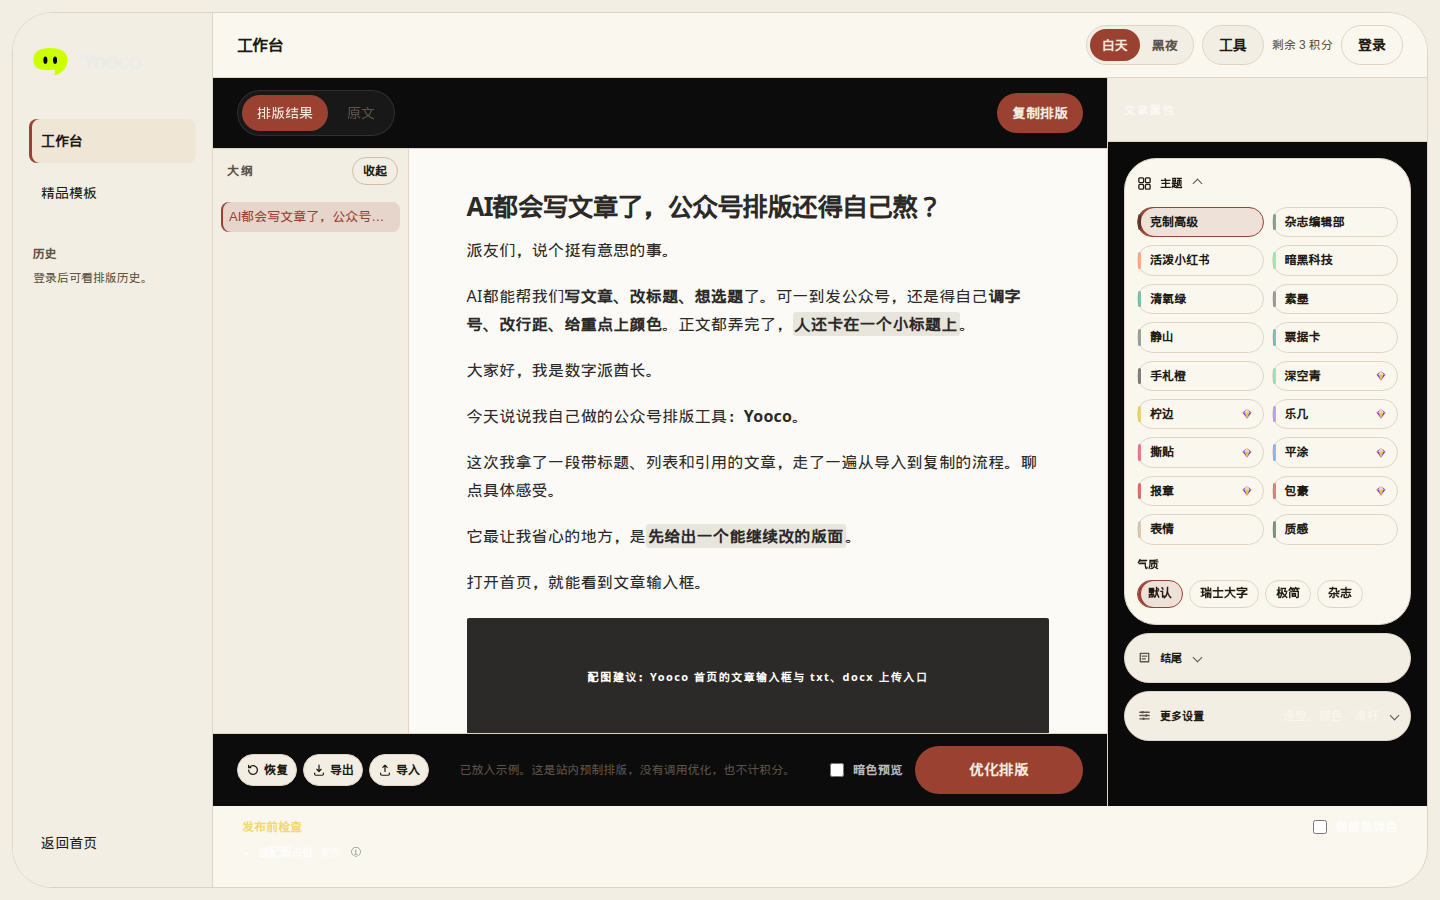 Yooco
工作台
精品模板
历史
登录后可看排版历史。
返回首页
工作台
白天
黑夜
工具
剩余 3 积分
登录
排版结果
原文
复制排版
大纲
收起
AI都会写文章了，公众号...
AI都会写文章了，公众号排版还得自己熬？
派友们，说个挺有意思的事。
AI都能帮我们写文章、改标题、想选题了。可一到发公众号，还是得自己调字
号、改行距、给重点上颜色。正文都弄完了，人还卡在一个小标题上。
大家好，我是数字派酋长。
今天说说我自己做的公众号排版工具：Yooco。
这次我拿了一段带标题、列表和引用的文章，走了一遍从导入到复制的流程。聊
点具体感受。
它最让我省心的地方，是先给出一个能继续改的版面。
打开首页，就能看到文章输入框。
配图建议：Yooco 首页的文章输入框与 txt、docx 上传入口
恢复
导出
导入
已放入示例。这是站内预制排版，没有调用优化，也不计积分。
暗色预览
优化排版
发布前检查
文章属性
主题
克制高级
杂志编辑部
活泼小红书
暗黑科技
清氧绿
素墨
静山
票据卡
手札橙
深空青
柠边
乐几
撕贴
平涂
报章
包豪
表情
质感
气质
默认
瑞士大字
极简
杂志
结尾
更多设置